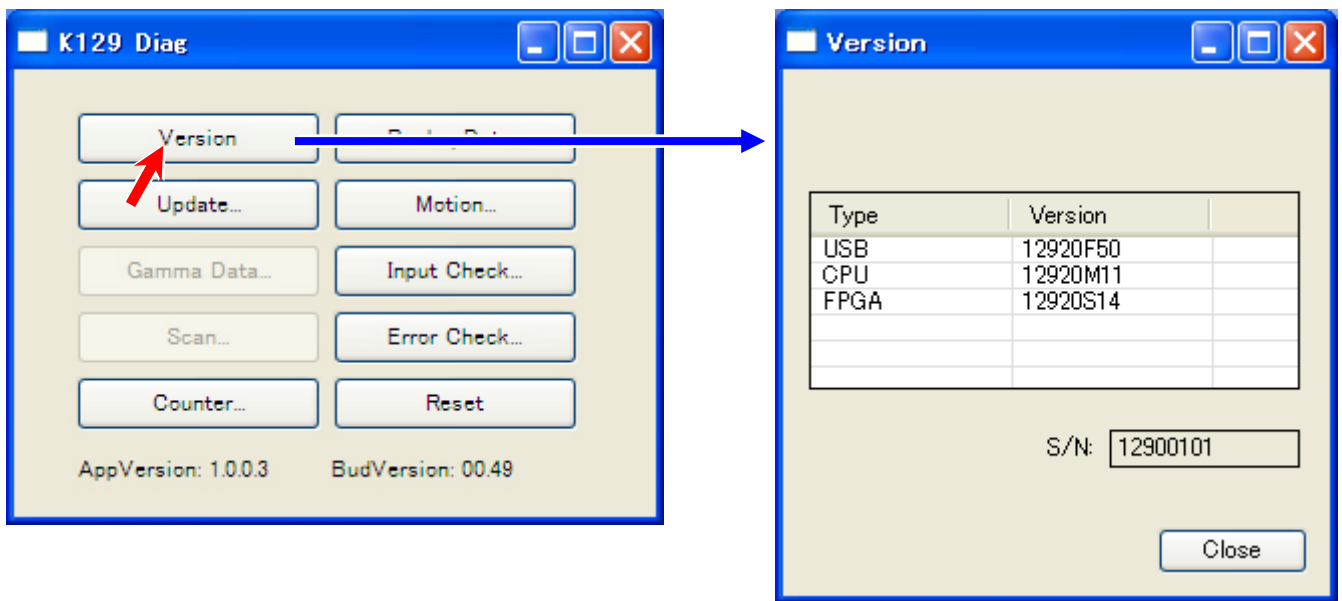 K129 Diag
Version
Update...
Motion...
Gamma Data...
Input Check...
Scan...
Error Check...
Counter...
Reset
AppVersion: 1.0.0.3 BudVersion: 00.49
Version
Type Version
USB 12920F50
CPU 12920M11
FPGA 12920S14
S/N: 12900101
Close